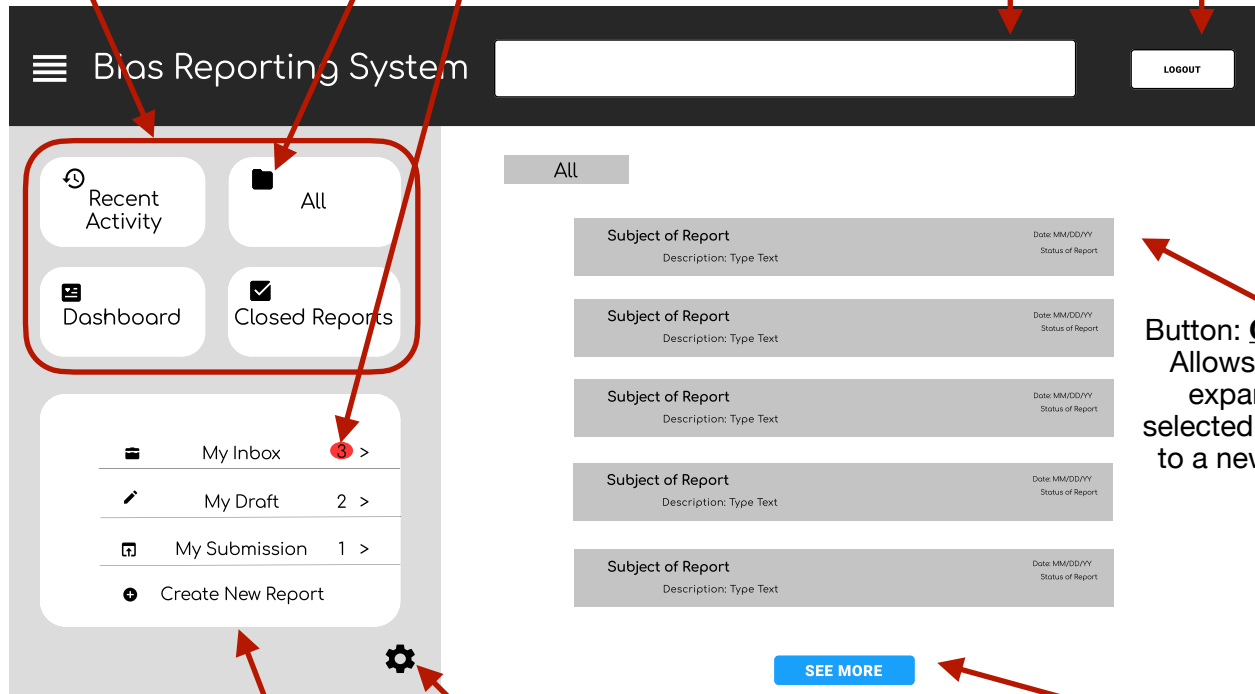 Bias Reporting System
LOGOUT
Recent
Activity
All
Dashboard
Closed Reports
My Inbox 3 >
My Draft 2 >
My Submission 1 >
Create New Report
All
Subject of Report
Date: MM/DD/YY
Description: Type Text
Status of Report
Subject of Report
Date: MM/DD/YY
Description: Type Text
Status of Report
Subject of Report
Date: MM/DD/YY
Description: Type Text
Status of Report
Subject of Report
Date: MM/DD/YY
Description: Type Text
Status of Report
Subject of Report
Date: MM/DD/YY
Description: Type Text
Status of Report
SEE MORE
Button:
Allows
selected
to a